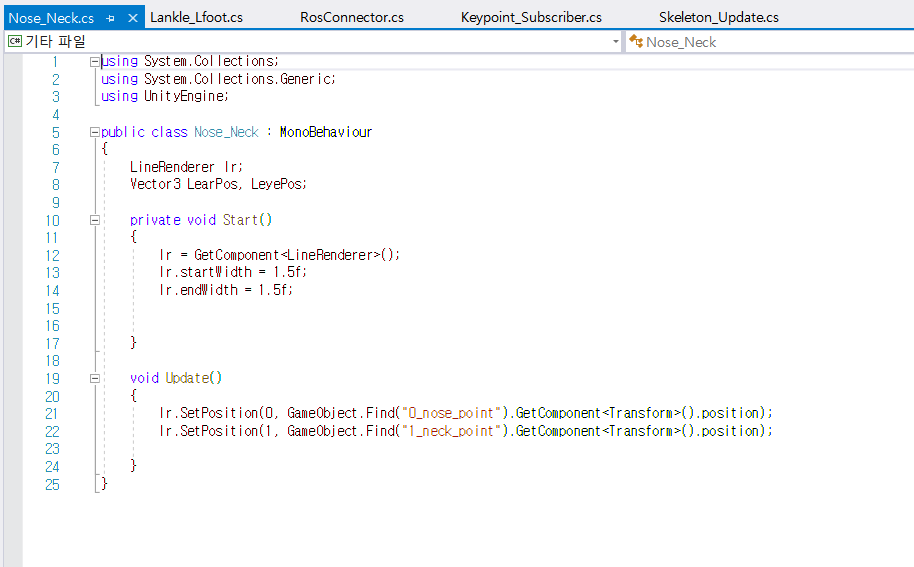 Nose_Neck.cs Lankle_Lfoot.cs RosConnector.cs Keypoint_Subscriber.cs Skeleton_Update.cs
C# 기타 파일 Nose_Neck
1 using System.Collections;
2 using System.Collections.Generic;
3 using UnityEngine;
4
5 public class Nose_Neck : MonoBehaviour
6 {
7 LineRenderer lr;
8 Vector3 LearPos, LeyePos;
9
10 private void Start()
11 {
12 lr = GetComponent<LineRenderer>();
13 lr.startWidth = 1.5f;
14 lr.endWidth = 1.5f;
15
16
17 }
18
19 void Update()
20 {
21 lr.SetPosition(0, GameObject.Find("0_nose_point").GetComponent<Transform>().position);
22 lr.SetPosition(1, GameObject.Find("1_neck_point").GetComponent<Transform>().position);
23
24 }
25 }